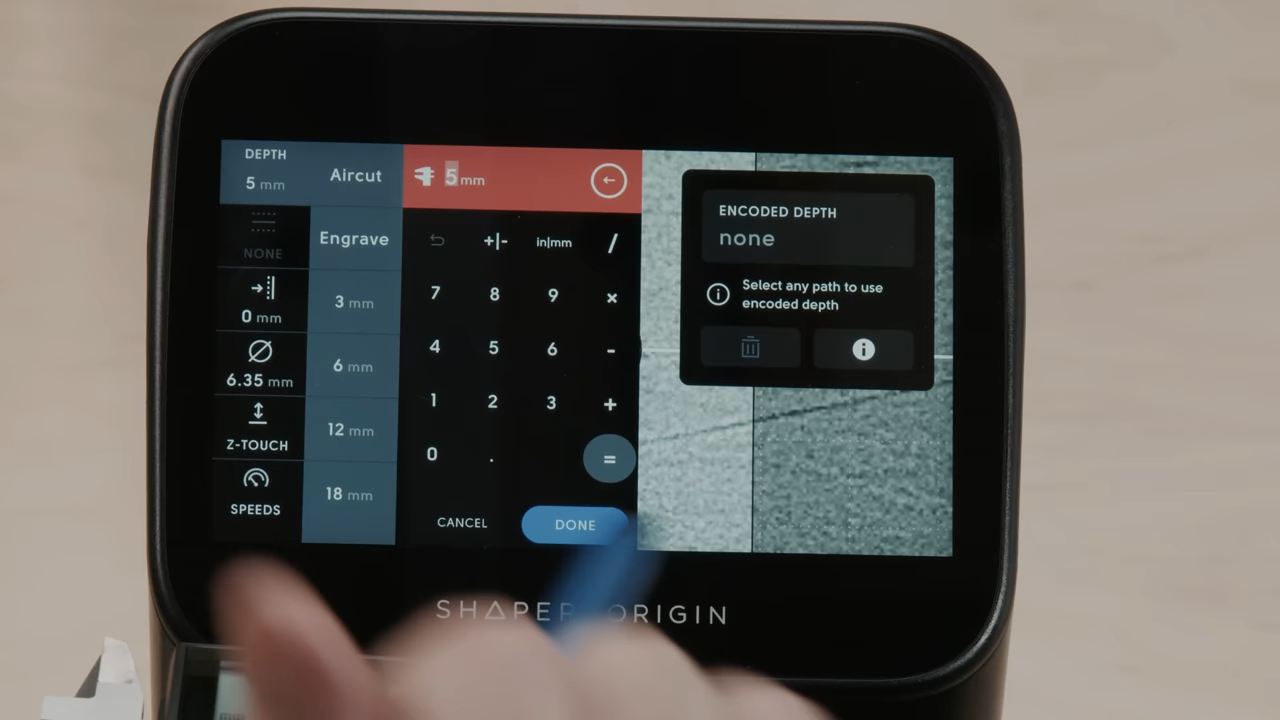 DEPTH
5 mm
Aircut
5 mm
NONE
Engrave
0 mm
3 mm
6.35 mm
6 mm
Z-TOUCH
12 mm
SPEEDS
18 mm
+|- in|mm /
7 8 9 ×
4 5 6 -
1 2 3 +
0 . =
CANCEL DONE
ENCODED DEPTH
none
Select any path to use
encoded depth
SHAPER ORIGIN